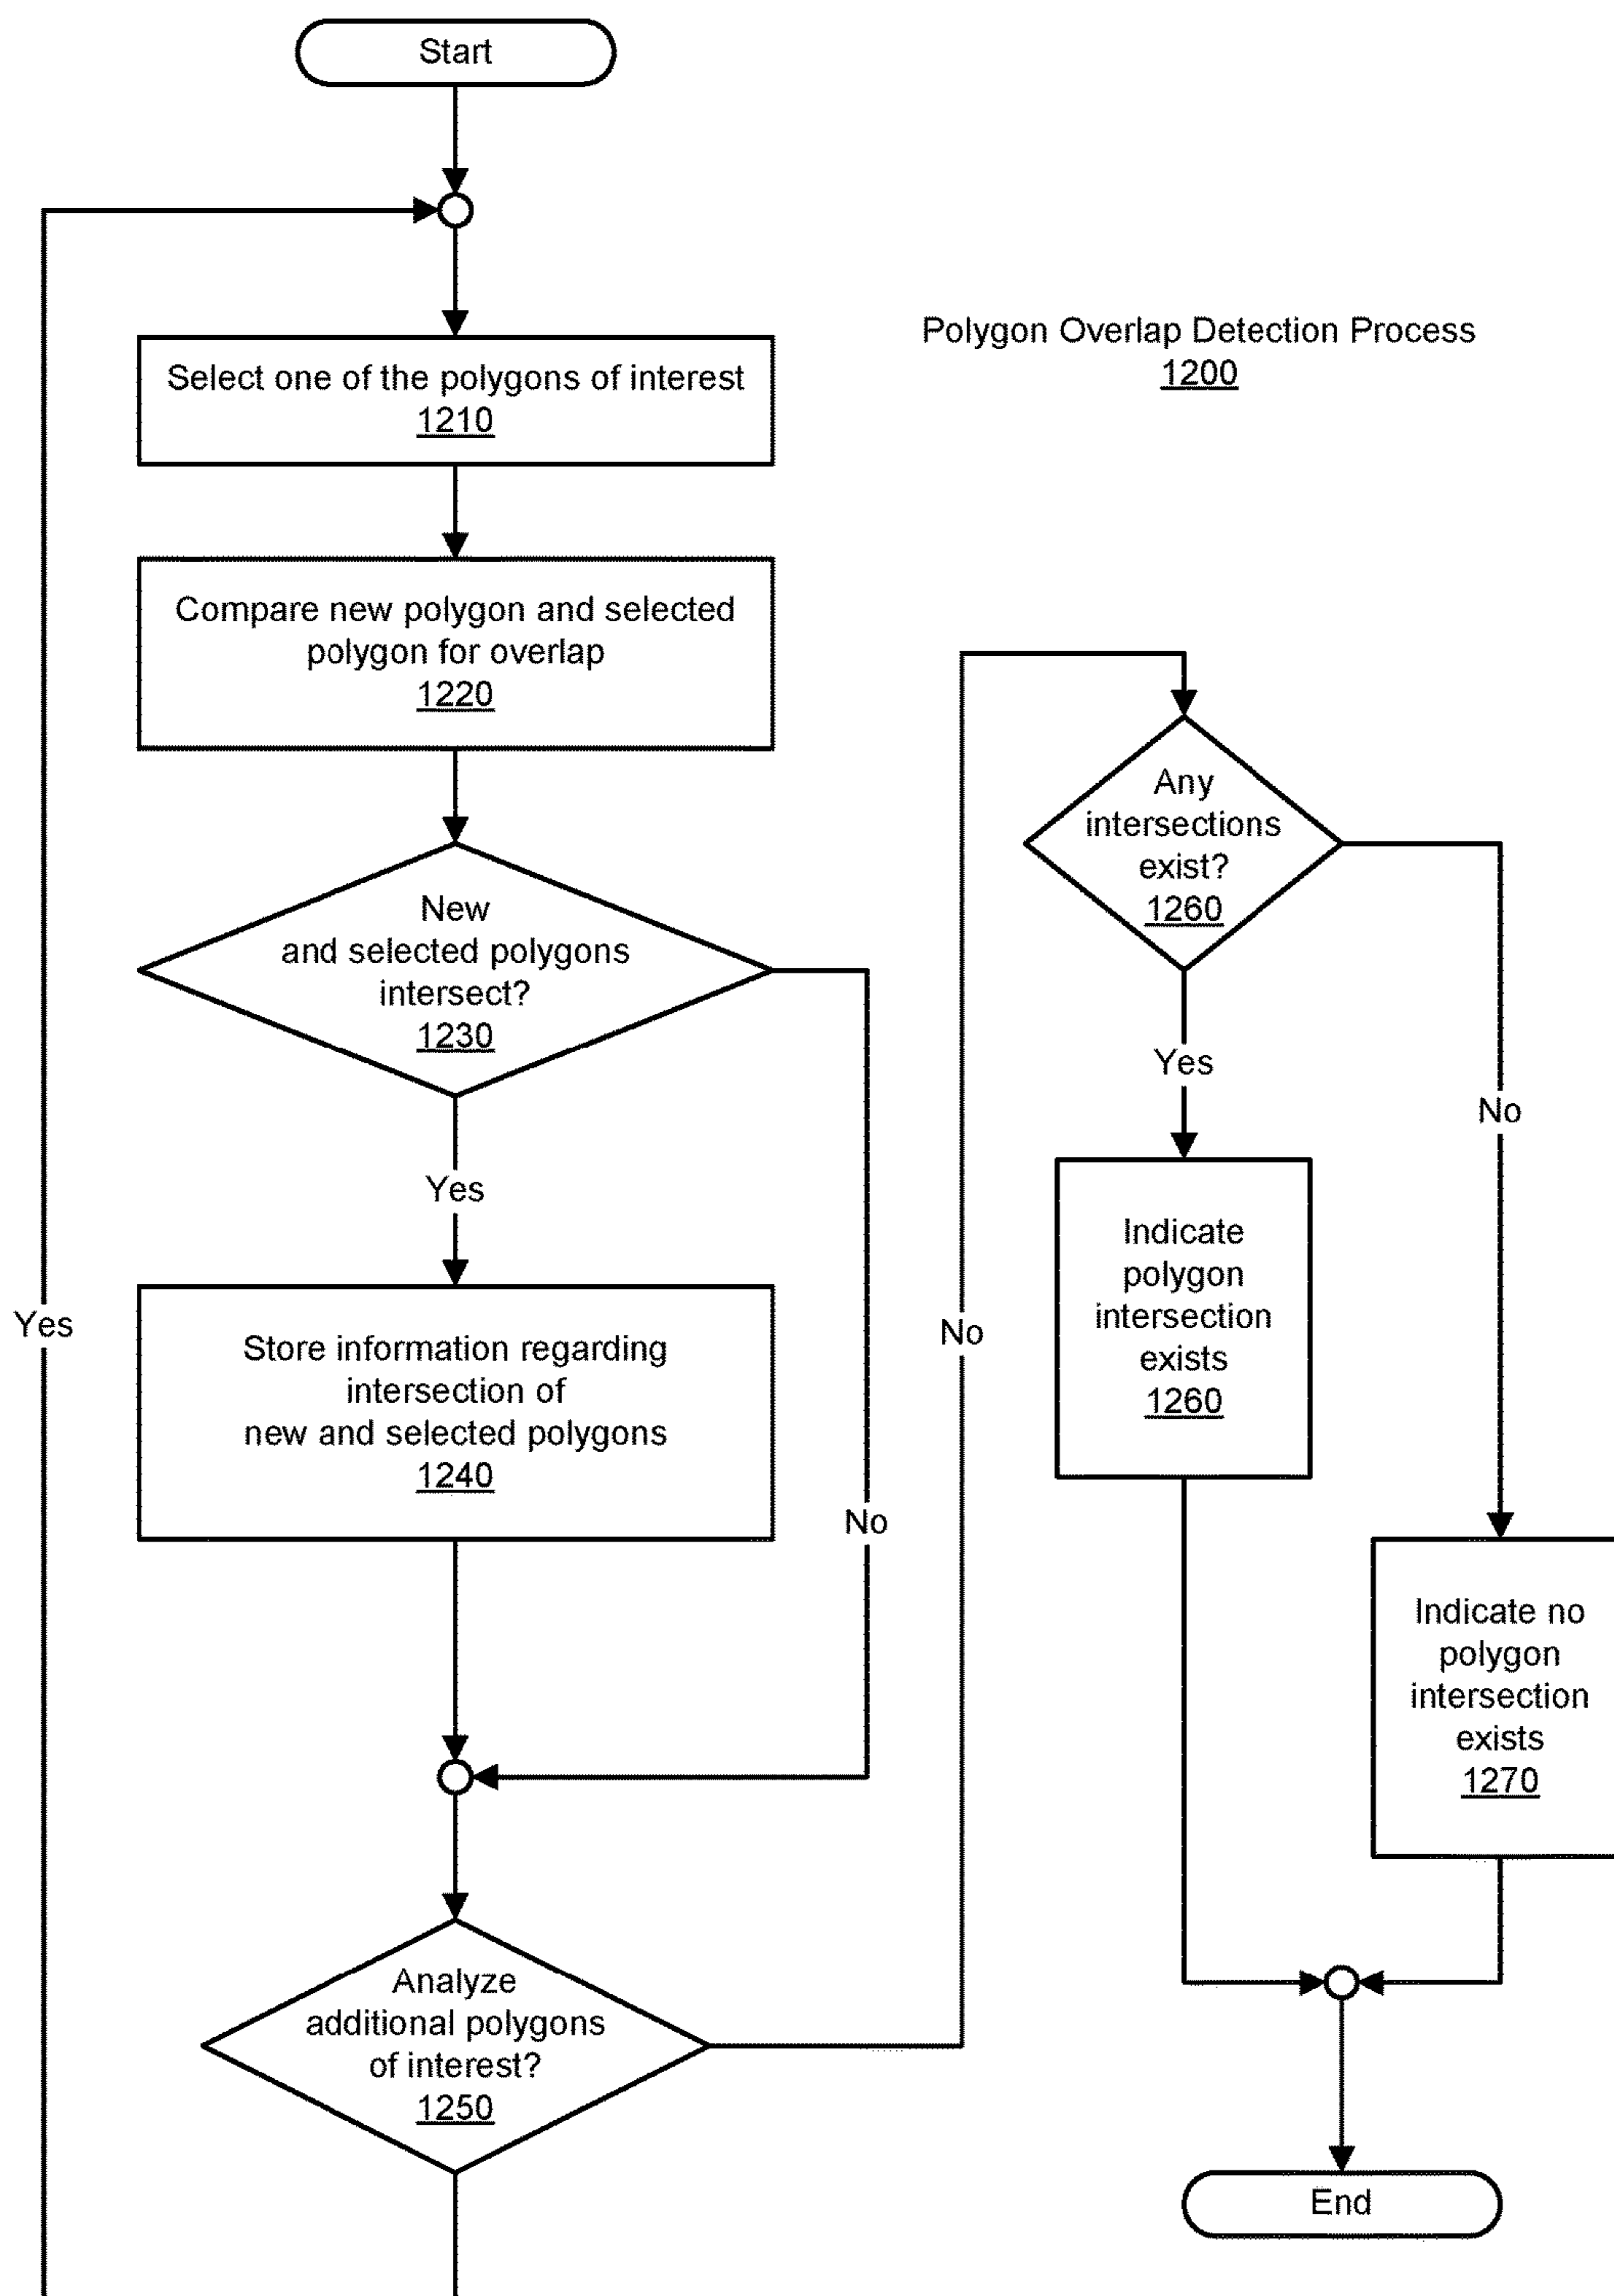 Start
Polygon Overlap Detection Process
1200
Select one of the polygons of interest
1210
Compare new polygon and selected
polygon for overlap
1220
New
and selected polygons
intersect?
1230
Yes
Store information regarding
intersection of
new and selected polygons
1240
No
Analyze
additional polygons
of interest?
1250
Yes
No
Any
intersections
exist?
1260
Yes
Indicate
polygon
intersection
exists
1260
No
Indicate no
polygon
intersection
exists
1270
End